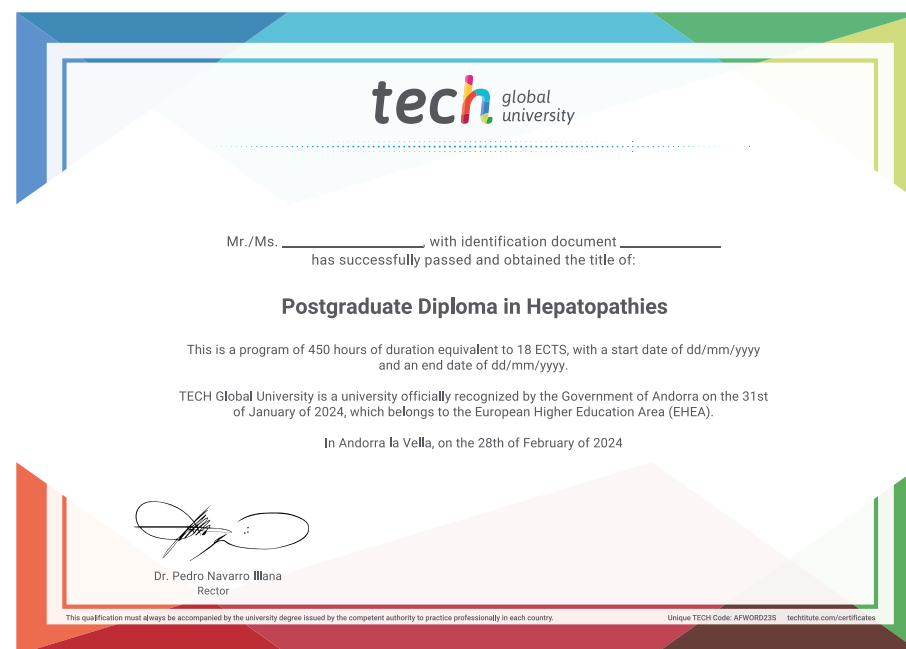 tech global
university
Mr./Ms. ____________, with identification document ____________
has successfully passed and obtained the title of:
Postgraduate Diploma in Hepatopathies
This is a program of 450 hours of duration equivalent to 18 ECTS, with a start date of dd/mm/yyyy
and an end date of dd/mm/yyyy.
TECH Global University is a university officially recognized by the Government of Andorra on the 31st
of January of 2024, which belongs to the European Higher Education Area (EHEA).
In Andorra la Vella, on the 28th of February of 2024
Dr. Pedro Navarro Illana
Rector
This qualification must always be accompanied by the university degree issued by the competent authority to practice professionally in each country.
Unique TECH Code: AFWORD23S techtitute.com/certificates